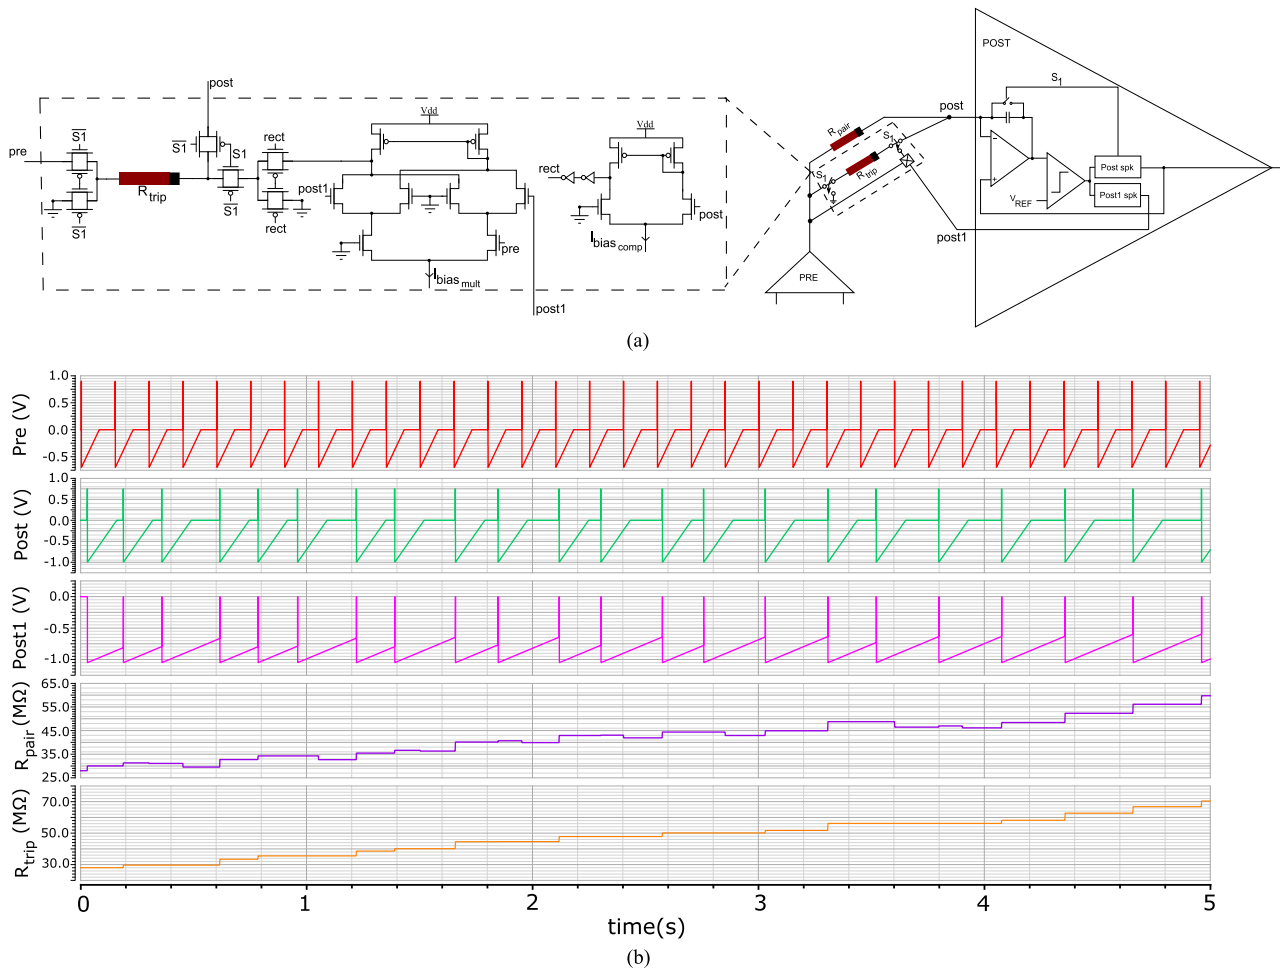 post
Vdd
Vdd
S1
S1
S1
rect
rect
pre
post1
Rtrip
S1
rect
S1
pre
post
Ibiascomp
Ibiasmult
post1
POST
S1
post
Rpair
S1
Rtrip
S1
Post spk
Post1 spk
VREF
post1
PRE
(a)
Pre (V)
1.0
0.5
0.0
-0.5
Post (V)
1.0
0.5
0.0
-0.5
-1.0
Post1 (V)
0.0
-0.5
-1.0
Rpair (MΩ)
65.0
55.0
45.0
35.0
25.0
Rtrip (MΩ)
70.0
50.0
30.0
0 1 2 3 4 5
time(s)
(b)